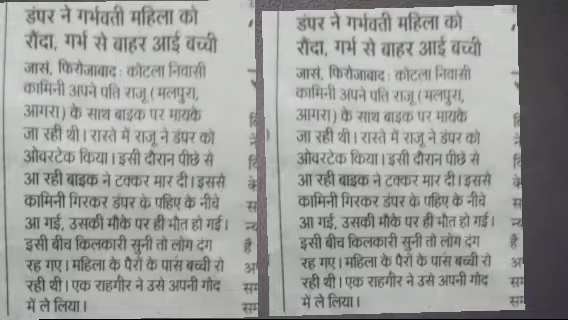 डंपर ने गर्भवती महिला को
रौंदा, गर्भ से बाहर आई बच्ची
जासं, फिरोजाबाद : कोटला निवासी
कामिनी अपने पति राजू (मलपुरा,
आगरा) के साथ बाइक पर मायके
जा रही थी। रास्ते में राजू ने डंपर को
ओवरटेक किया। इसी दौरान पीछे से
आ रही बाइक ने टक्कर मार दी। इससे
कामिनी गिरकर डंपर के पहिए के नीचे
आ गई, उसकी मौके पर ही मौत हो गई।
इसी बीच किलकारी सुनी तो लोग दंग
रह गए। महिला के पैरों के पास बच्ची रो
रही थी। एक राहगीर ने उसे अपनी गोद
में ले लिया।
डंपर ने गर्भवती महिला को
रौंदा, गर्भ से बाहर आई बच्ची
जासं, फिरोजाबाद : कोटला निवासी
कामिनी अपने पति राजू (मलपुरा,
आगरा) के साथ बाइक पर मायके
जा रही थी। रास्ते में राजू ने डंपर को
ओवरटेक किया। इसी दौरान पीछे से
आ रही बाइक ने टक्कर मार दी। इससे
कामिनी गिरकर डंपर के पहिए के नीचे
आ गई, उसकी मौके पर ही मौत हो गई।
इसी बीच किलकारी सुनी तो लोग दंग
रह गए। महिला के पैरों के पास बच्ची रो
रही थी। एक राहगीर ने उसे अपनी गोद
में ले लिया।